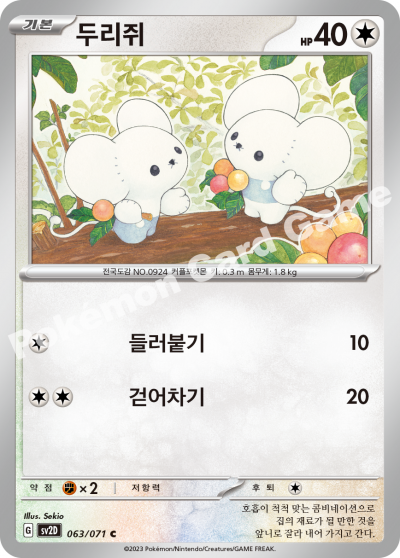 기본 두리쥐 HP 40
전국도감 NO.0924 커플포켓몬 키: 0.3 m 몸무게: 1.8 kg
들러붙기 10
걷어차기 20
약점 ×2 저항력 후퇴
Illus. Sekio
G SV2D 063/071 C
호흡이 척척 맞는 콤비네이션으로
집의 재료가 될 만한 것을
앞니로 잘라 내어 가지고 간다.
©2023 Pokémon/Nintendo/Creatures/GAME FREAK.
Pokémon Card Game